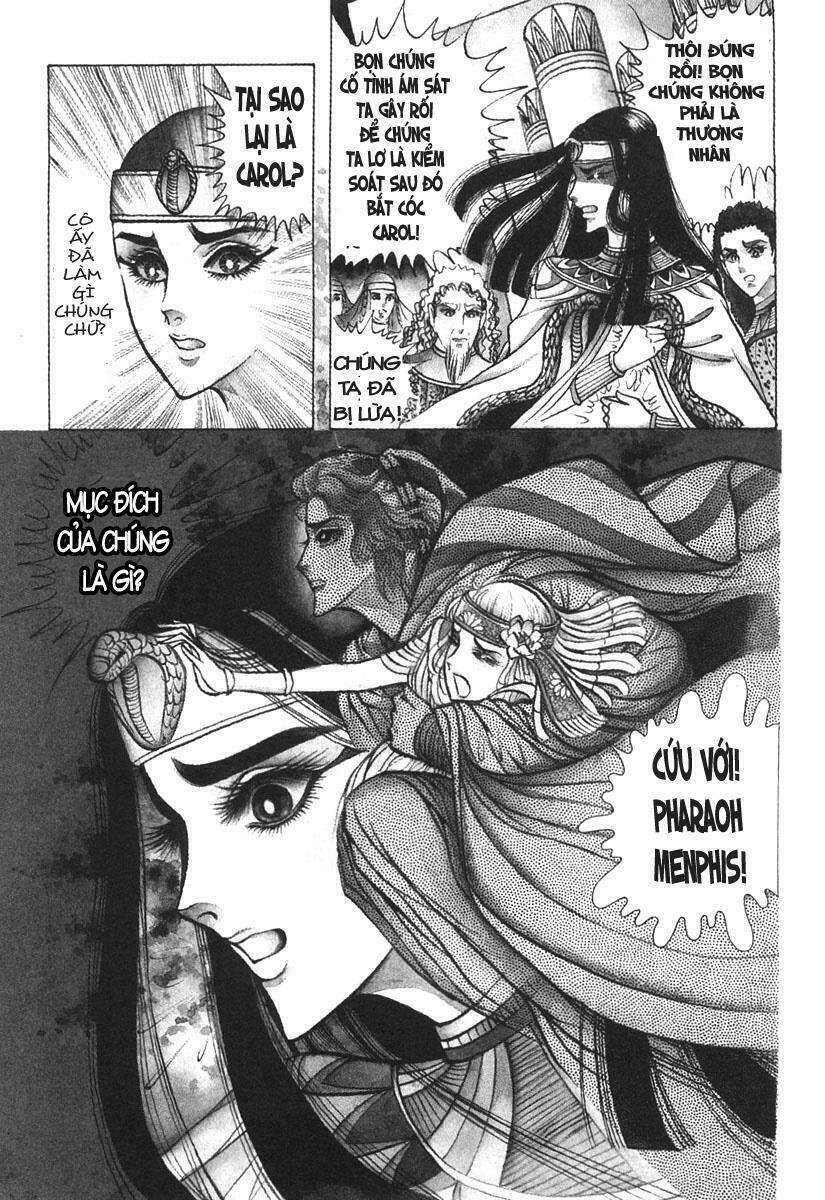 THÔI ĐÚNG
RỒI! BỌN
CHÚNG KHÔNG
PHẢI LÀ
THƯƠNG
NHÂN
BỌN CHÚNG
CỐ TÌNH ÁM SÁT
TA GÂY RỐI
ĐỂ CHÚNG
TA LƠ LÀ KIỂM
SOÁT SAU ĐÓ
BẮT CÓC
CAROL!
CHÚNG
TA ĐÃ
BỊ LỪA!
TẠI SAO
LẠI LÀ
CAROL?
CÔ
ẤY ĐÃ
LÀM
GÌ
CHÚNG
CHỨ?
MỤC ĐÍCH
CỦA CHÚNG
LÀ GÌ?
CỨU VỚI!
PHARAOH
MENPHIS!